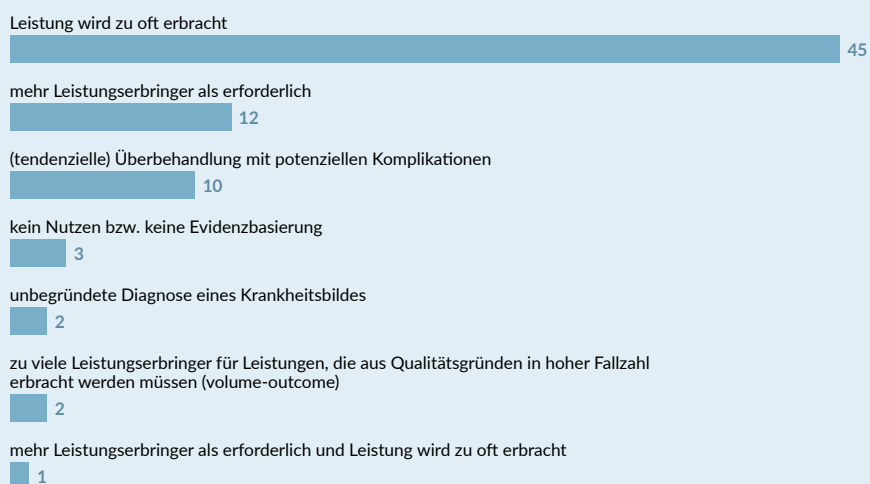 Leistung wird zu oft erbracht
45
mehr Leistungserbringer als erforderlich
12
(tendenzielle) Überbehandlung mit potenziellen Komplikationen
10
kein Nutzen bzw. keine Evidenzbasierung
3
unbegründete Diagnose eines Krankheitsbildes
2
zu viele Leistungserbringer für Leistungen, die aus Qualitätsgründen in hoher Fallzahl
erbracht werden müssen (volume-outcome)
2
mehr Leistungserbringer als erforderlich und Leistung wird zu oft erbracht
1